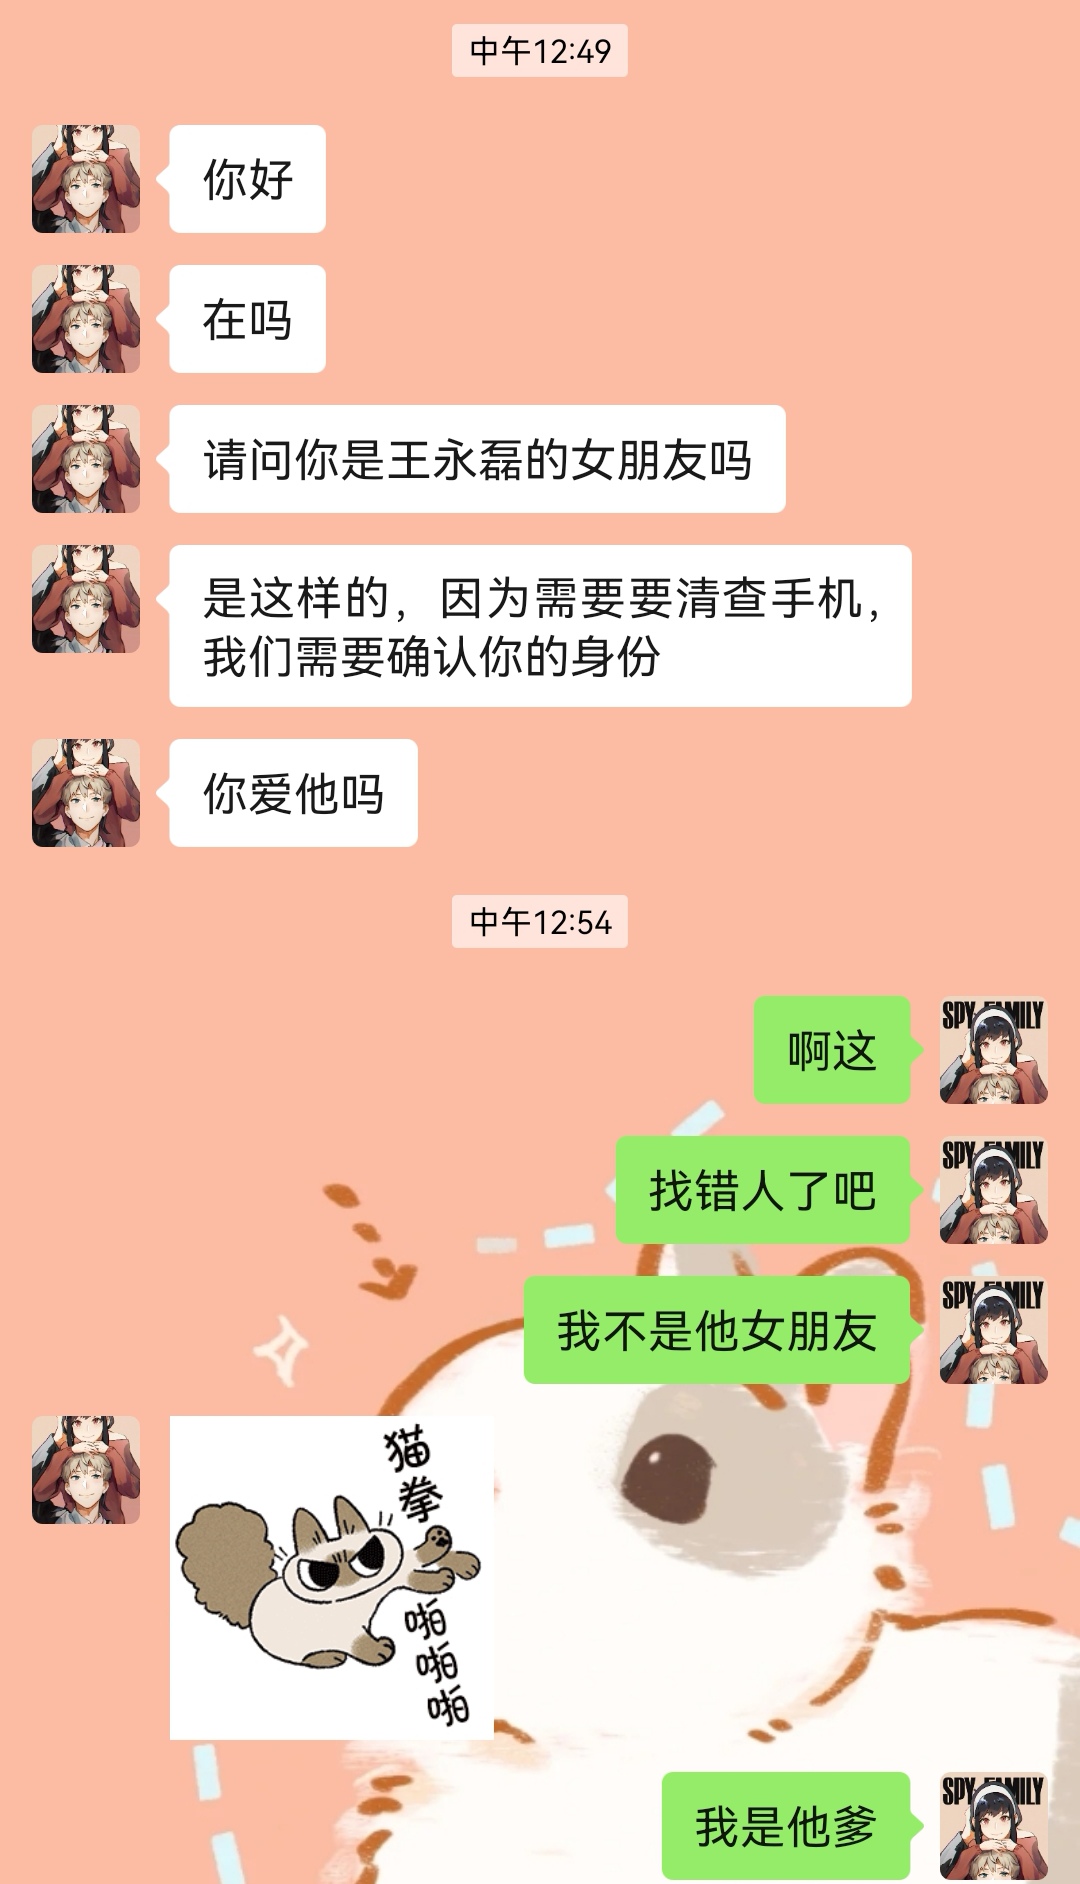 中午12:49
你好
在吗
请问你是王永磊的女朋友吗
是这样的，因为需要要清查手机，
我们需要确认你的身份
你爱他吗
中午12:54
SPY FAMILY
啊这
SPY FAMILY
找错人了吧
SPY FAMILY
我不是他女朋友
猫
拳
啪
啪
啪
SPY FAMILY
我是他爹